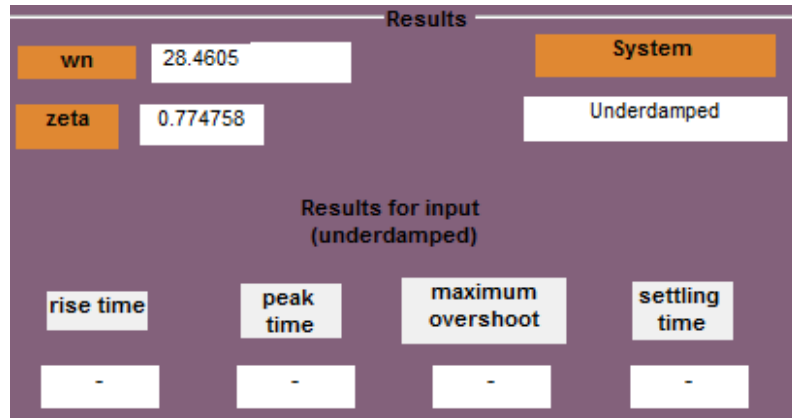 Results
wn 28.4605 System
zeta 0.774758 Underdamped
Results for input
(underdamped)
rise time
peak
time
maximum
overshoot
settling
time
- - - -